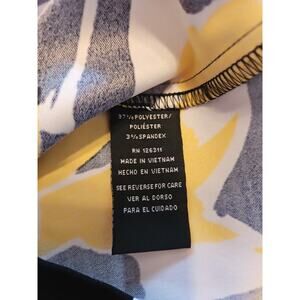 97% POLYESTER/
POLIÉSTER
3% SPANDEX
RN 126311
MADE IN VIETNAM
HECHO EN VIETNAM
SEE REVERSE FOR CARE
VER AL DORSO
PARA EL CUIDADO